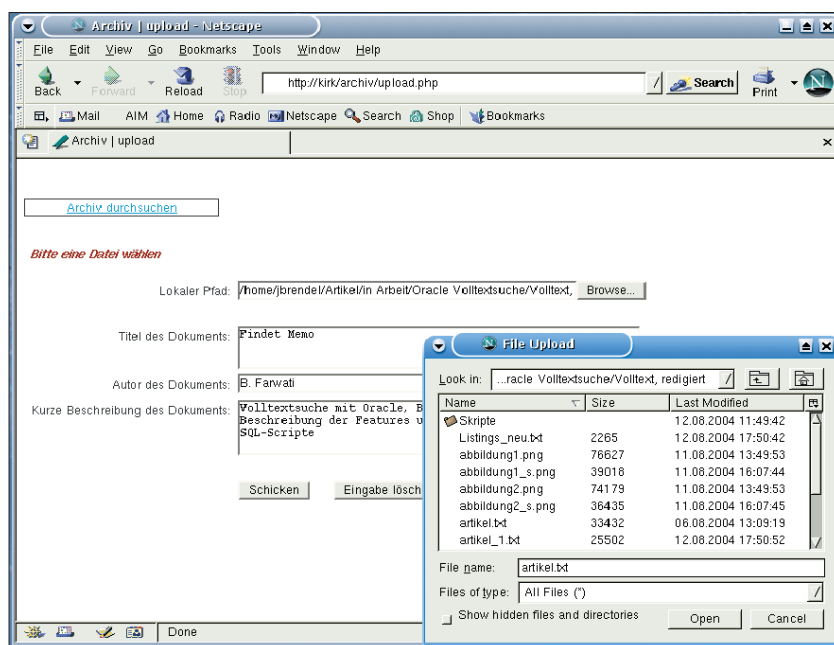 Archiv | upload - Netscape
File Edit View Go Bookmarks Tools Window Help
Back Forward Reload Stop http://kirk/archiv/upload.php Search Print
Mail AIM Home Radio Netscape Search Shop Bookmarks
Archiv | upload
Archiv durchsuchen
Bitte eine Datei wählen
Lokaler Pfad: /home/jbrendel/Artikel/in Arbeit/Oracle Volltextsuche/Volltext, Browse...
Titel des Dokuments: Findet Memo
Autor des Dokuments: B. Farwati
Kurze Beschreibung des Dokuments: Volltextsuche mit Oracle, B
Beschreibung der Features u
SQL-Scripte
Schicken Eingabe lösch
File Upload
Look in: ...racle Volltextsuche/Volltext, redigiert
Name Size Last Modified
Skripte 12.08.2004 11:49:42
Listings_neu.txt 2265 12.08.2004 17:50:42
abbildung1.png 76627 11.08.2004 13:49:53
abbildung1_s.png 39018 11.08.2004 16:07:44
abbildung2.png 74179 11.08.2004 13:49:53
abbildung2_s.png 36435 11.08.2004 16:07:45
artikel.txt 33432 06.08.2004 13:09:19
artikel_1.txt 25502 12.08.2004 17:50:52
File name: artikel.txt
Files of type: All Files (*)
Show hidden files and directories Open Cancel
Done